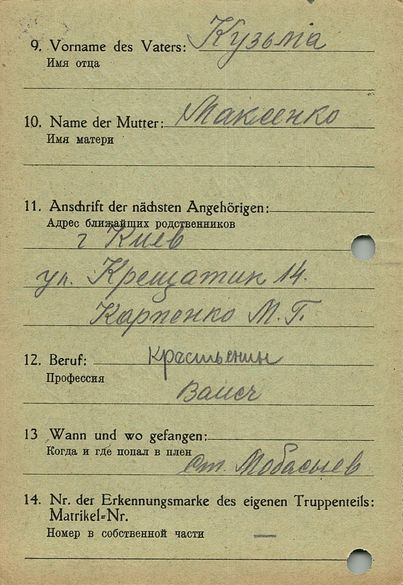 9. Vorname des Vaters: Кузьма
Имя отца
10. Name der Mutter: Макиенко
Имя матери
11. Anschrift der nächsten Angehörigen:
Адрес ближайших родственников
г Киев
ул. Крещатик 14.
Карпенко М. Г.
12. Beruf:
Профессия
13 Wann und wo gefangen:
Когда и где попал в плен
ст.
14. Nr. der Erkennungsmarke des eigenen Truppenteils:
Matrikel=Nr.
Номер в собственной части —